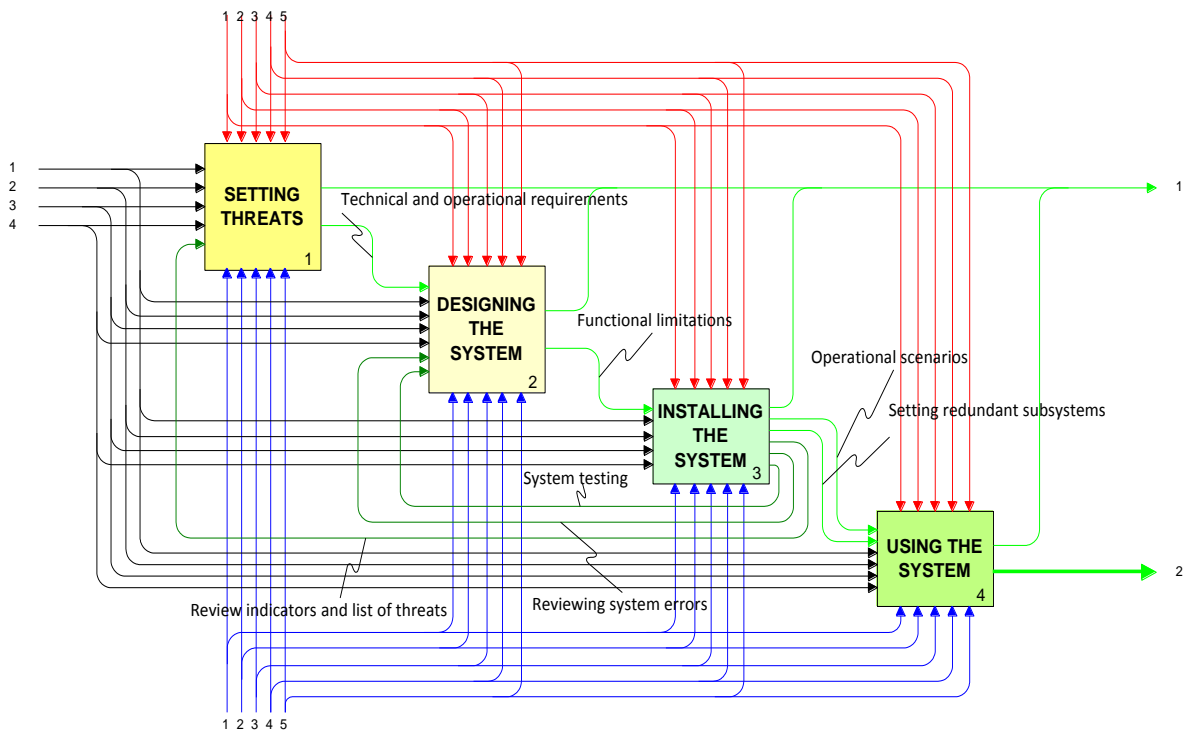 1 2 3 4 5
1
2
3
4
SETTING
THREATS
1
Technical and operational requirements
1
DESIGNING
THE
SYSTEM
2
Functional limitations
Operational scenarios
Setting redundant subsystems
INSTALLING
THE
SYSTEM
3
System testing
USING THE
SYSTEM
4
2
Review indicators and list of threats
Reviewing system errors
1 2 3 4 5